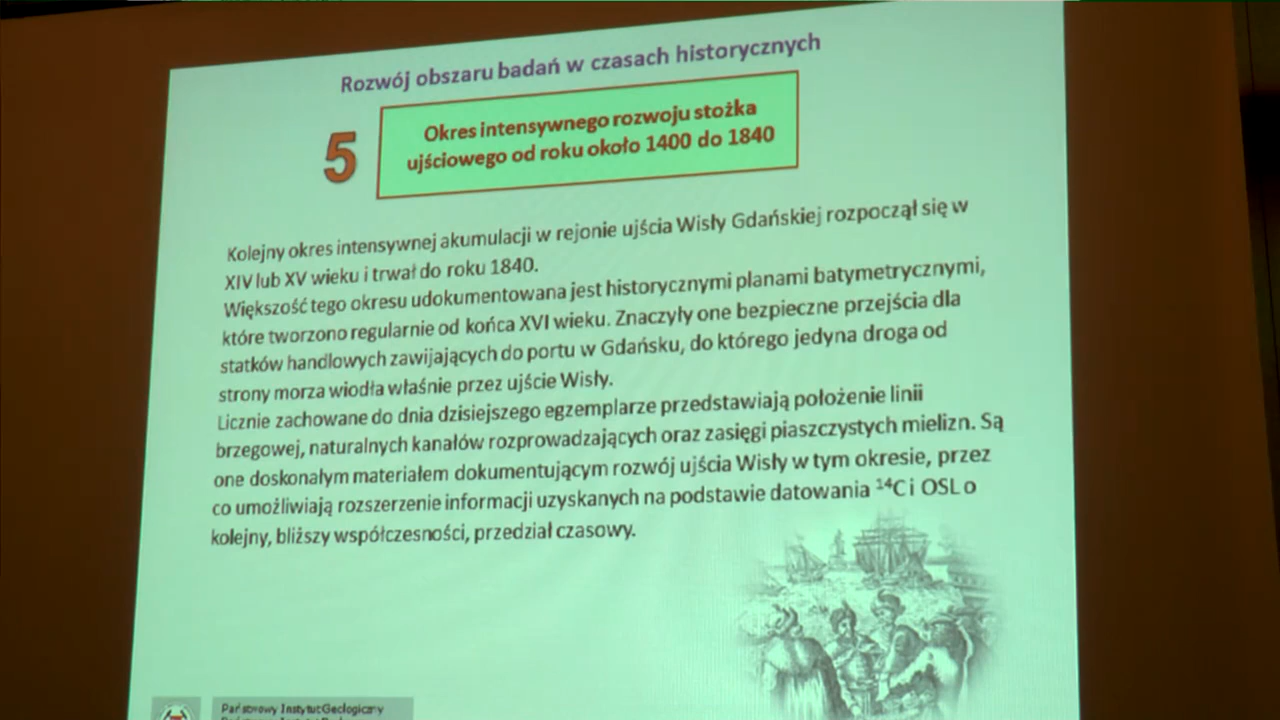 Rozwój obszaru badań w czasach historycznych
5
Okres intensywnego rozwoju stożka
ujściowego od roku około 1400 do 1840
Kolejny okres intensywnej akumulacji w rejonie ujścia Wisły Gdańskiej rozpoczął się w
XIV lub XV wieku i trwał do roku 1840.
Większość tego okresu udokumentowana jest historycznymi planami batymetrycznymi,
które tworzono regularnie od końca XVI wieku. Znaczyły one bezpieczne przejścia dla
statków handlowych zawijających do portu w Gdańsku, do którego jedyna droga od
strony morza wiodła właśnie przez ujście Wisły.
Licznie zachowane do dnia dzisiejszego egzemplarze przedstawiają położenie linii
brzegowej, naturalnych kanałów rozprowadzających oraz zasięgi piaszczystych mielizn. Są
one doskonałym materiałem dokumentującym rozwój ujścia Wisły w tym okresie, przez
co umożliwiają rozszerzenie informacji uzyskanych na podstawie datowania ¹⁴C i OSL o
kolejny, bliższy współczesności, przedział czasowy.
Państwowy Instytut Geologiczny